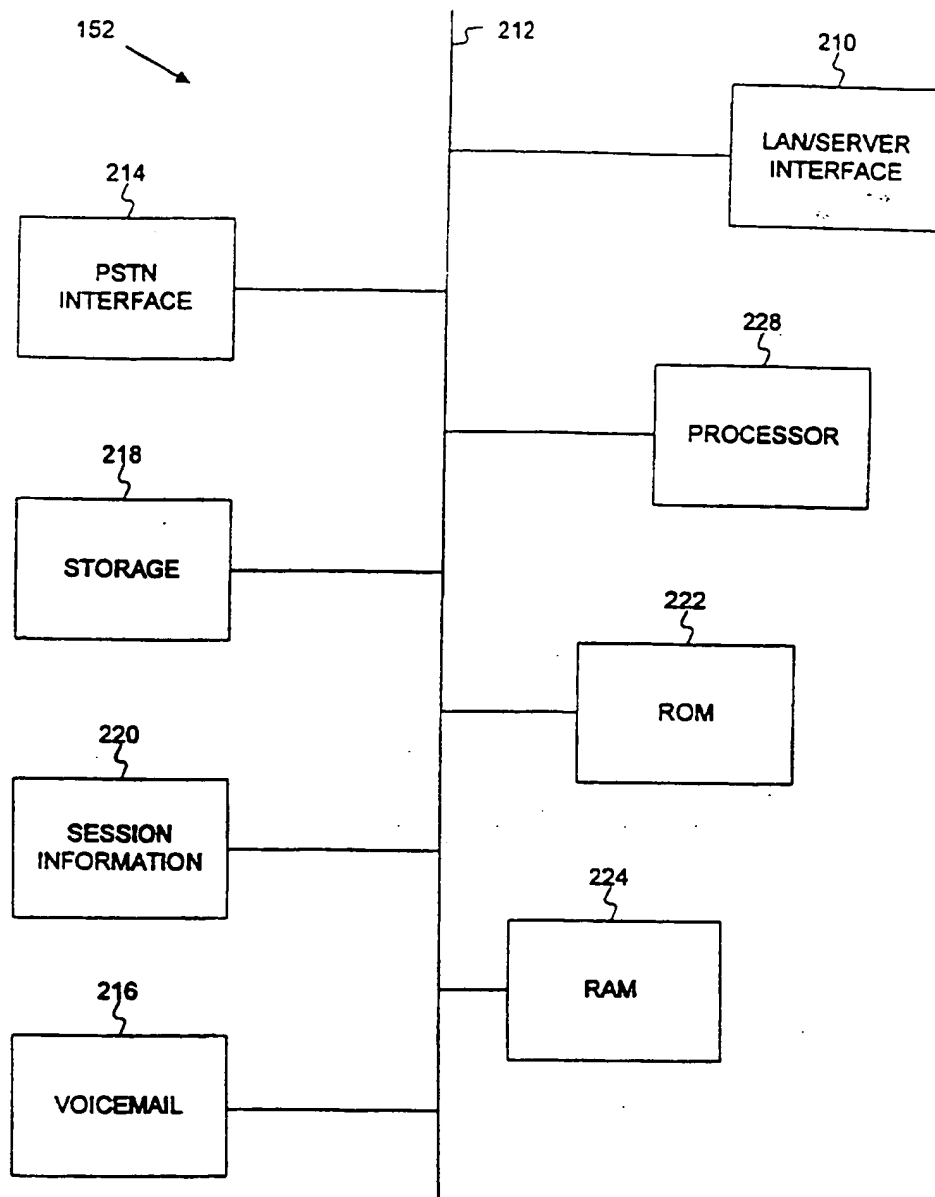 152
212
210
LAN/SERVER
INTERFACE
214
PSTN
INTERFACE
228
PROCESSOR
218
STORAGE
222
ROM
220
SESSION
INFORMATION
224
RAM
216
VOICEMAIL